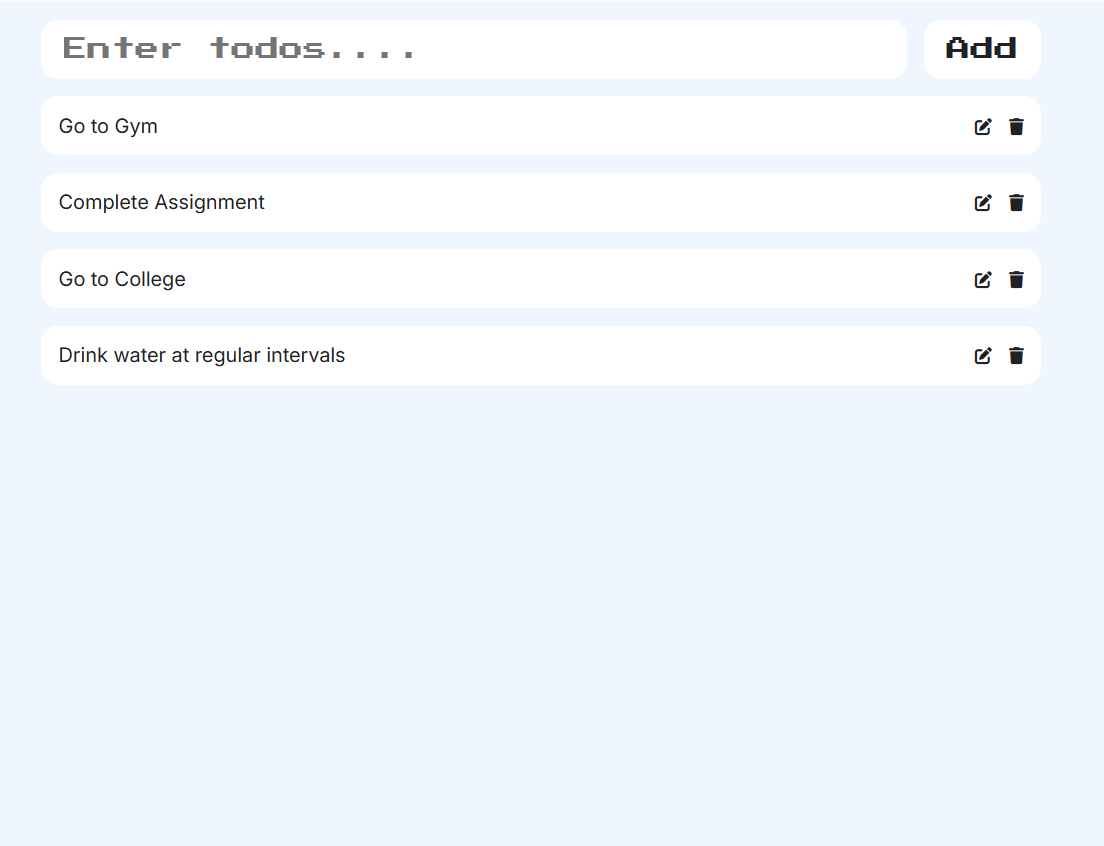 Enter todos....
Add
Go to Gym
Complete Assignment
Go to College
Drink water at regular intervals